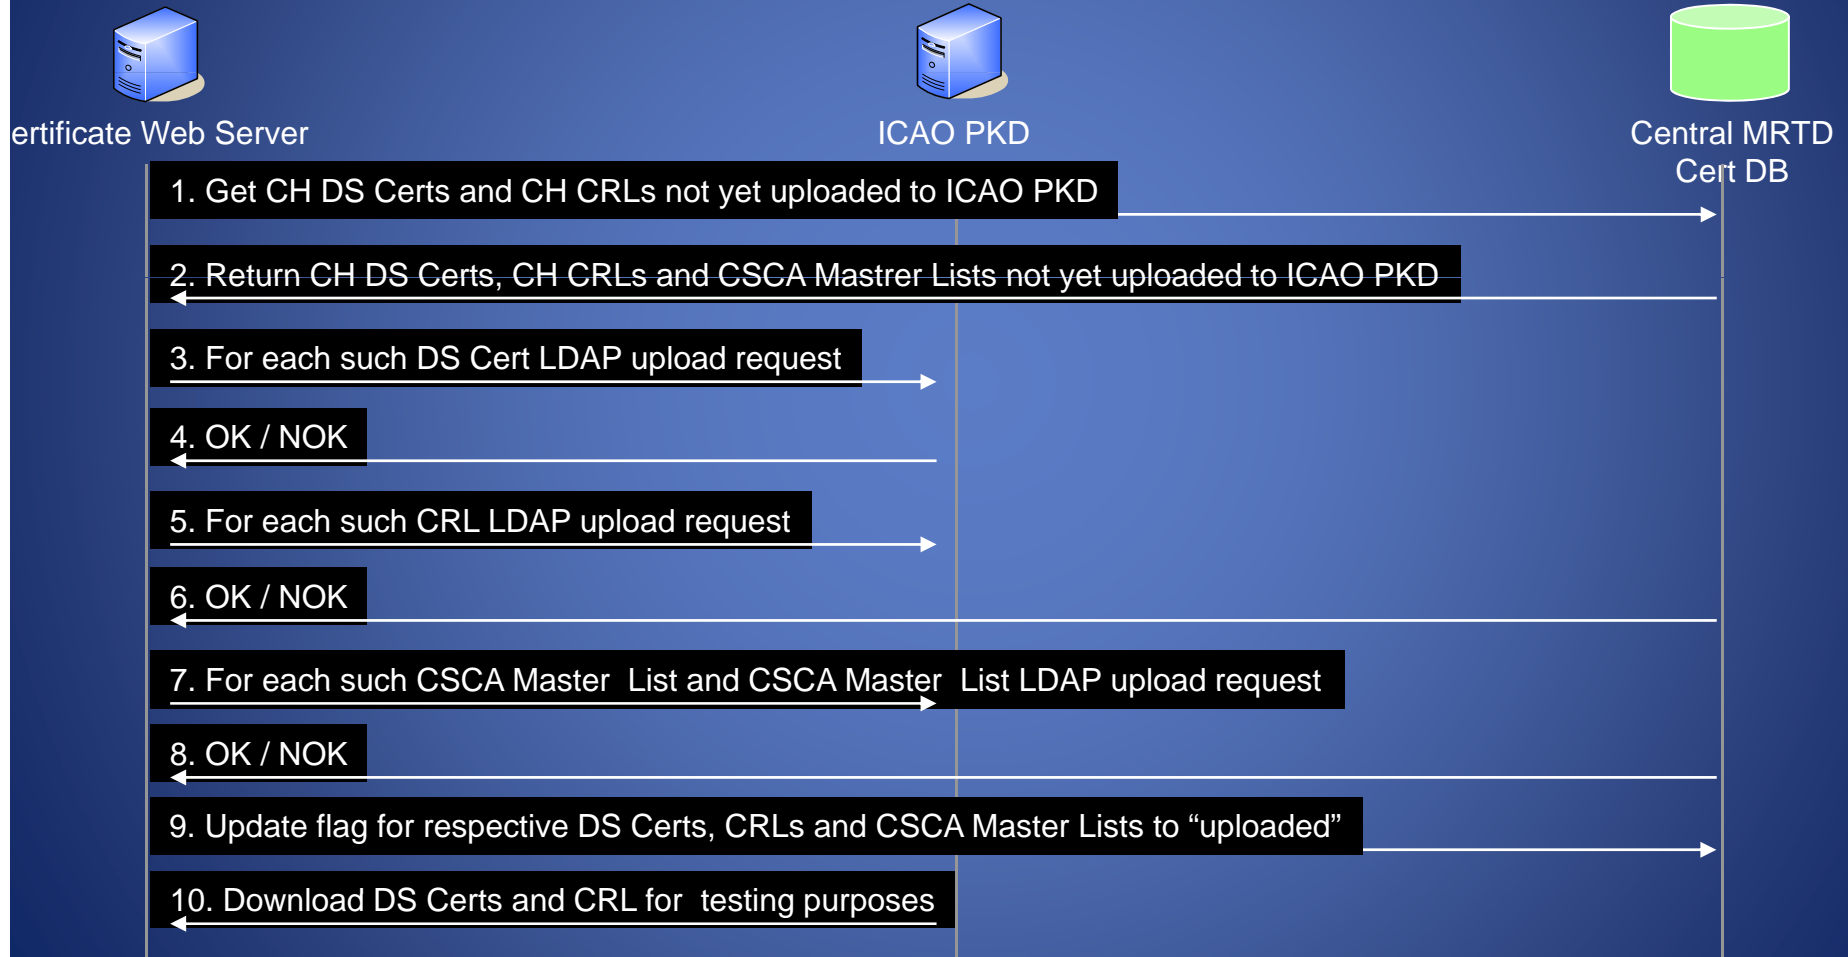 ertificate Web Server
ICAO PKD
Central MRTD
Cert DB
1. Get CH DS Certs and CH CRLs not yet uploaded to ICAO PKD
2. Return CH DS Certs, CH CRLs and CSCA Mastrer Lists not yet uploaded to ICAO PKD
3. For each such DS Cert LDAP upload request
4. OK / NOK
5. For each such CRL LDAP upload request
6. OK / NOK
7. For each such CSCA Master  List and CSCA Master  List LDAP upload request
8. OK / NOK
9. Update flag for respective DS Certs, CRLs and CSCA Master Lists to “uploaded”
10. Download DS Certs and CRL for  testing purposes